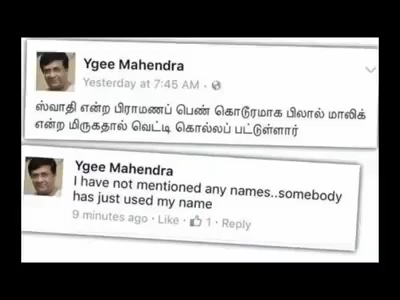 Ygee Mahendra
Yesterday at 7:45 AM ·
ஸ்வாதி என்ற பிராமணப் பெண் கொடூரமாக பிலால் மாலிக்
என்ற மிருகதால் வெட்டி கொல்லப் பட்டுள்ளார்
Ygee Mahendra
I have not mentioned any names..somebody
has just used my name
9 minutes ago · Like · 1 · Reply